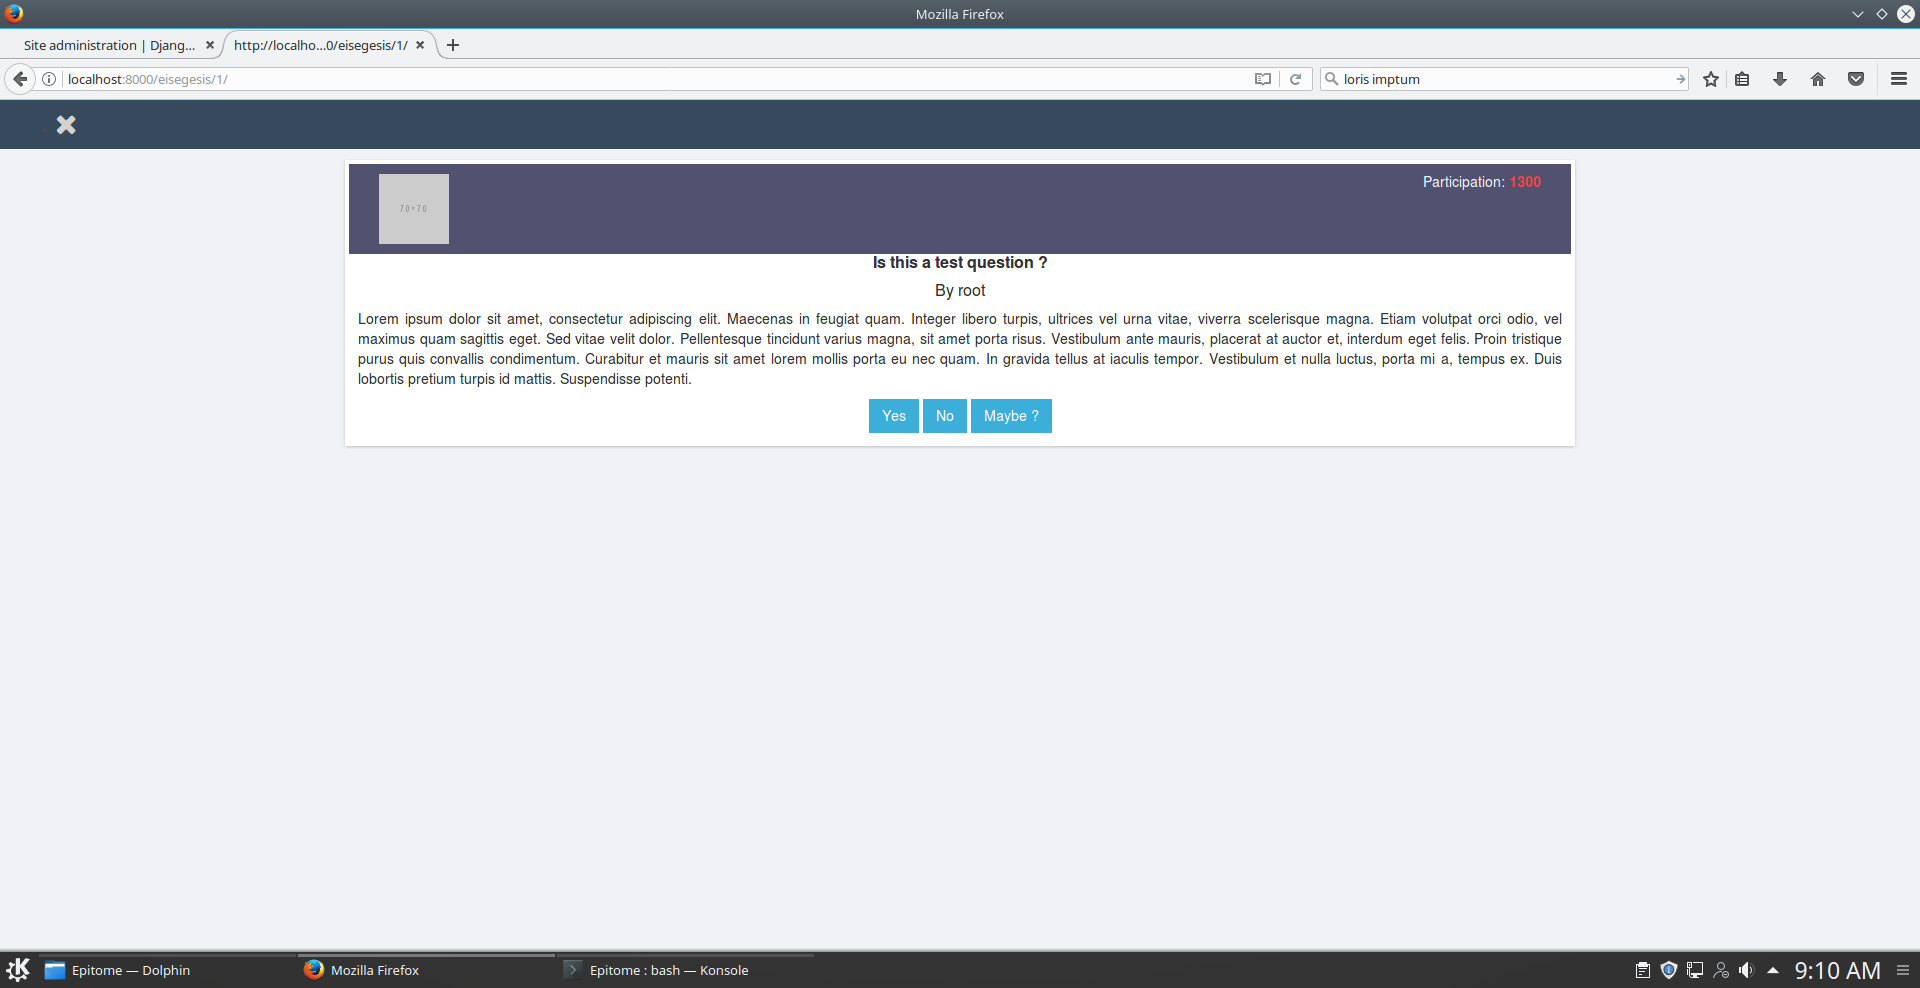 Mozilla Firefox
Site administration | Djang...
http://localho...0/eisegesis/1/
localhost:8000/eisegesis/1/
loris imptum
70×70
Participation: 1300
Is this a test question ?
By root
Lorem ipsum dolor sit amet, consectetur adipiscing elit. Maecenas in feugiat quam. Integer libero turpis, ultrices vel urna vitae, viverra scelerisque magna. Etiam volutpat orci odio, vel
maximus quam sagittis eget. Sed vitae velit dolor. Pellentesque tincidunt varius magna, sit amet porta risus. Vestibulum ante mauris, placerat at auctor et, interdum eget felis. Proin tristique
purus quis convallis condimentum. Curabitur et mauris sit amet lorem mollis porta eu nec quam. In gravida tellus at iaculis tempor. Vestibulum et nulla luctus, porta mi a, tempus ex. Duis
lobortis pretium turpis id mattis. Suspendisse potenti.
Yes No Maybe ?
Epitome — Dolphin
Mozilla Firefox
Epitome : bash — Konsole
9:10 AM